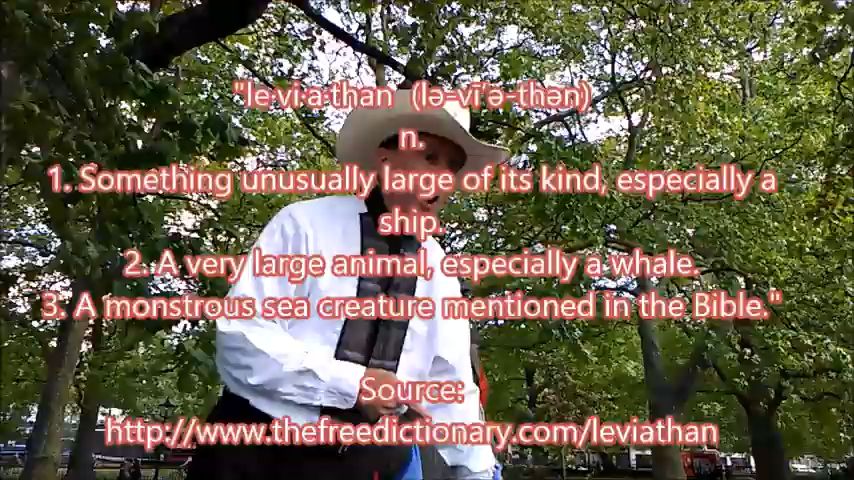 "le·vi·a·than  (lə-vī′ə-thən)
n.
1. Something unusually large of its kind, especially a
ship.
2. A very large animal, especially a whale.
3. A monstrous sea creature mentioned in the Bible."
Source:
http://www.thefreedictionary.com/leviathan